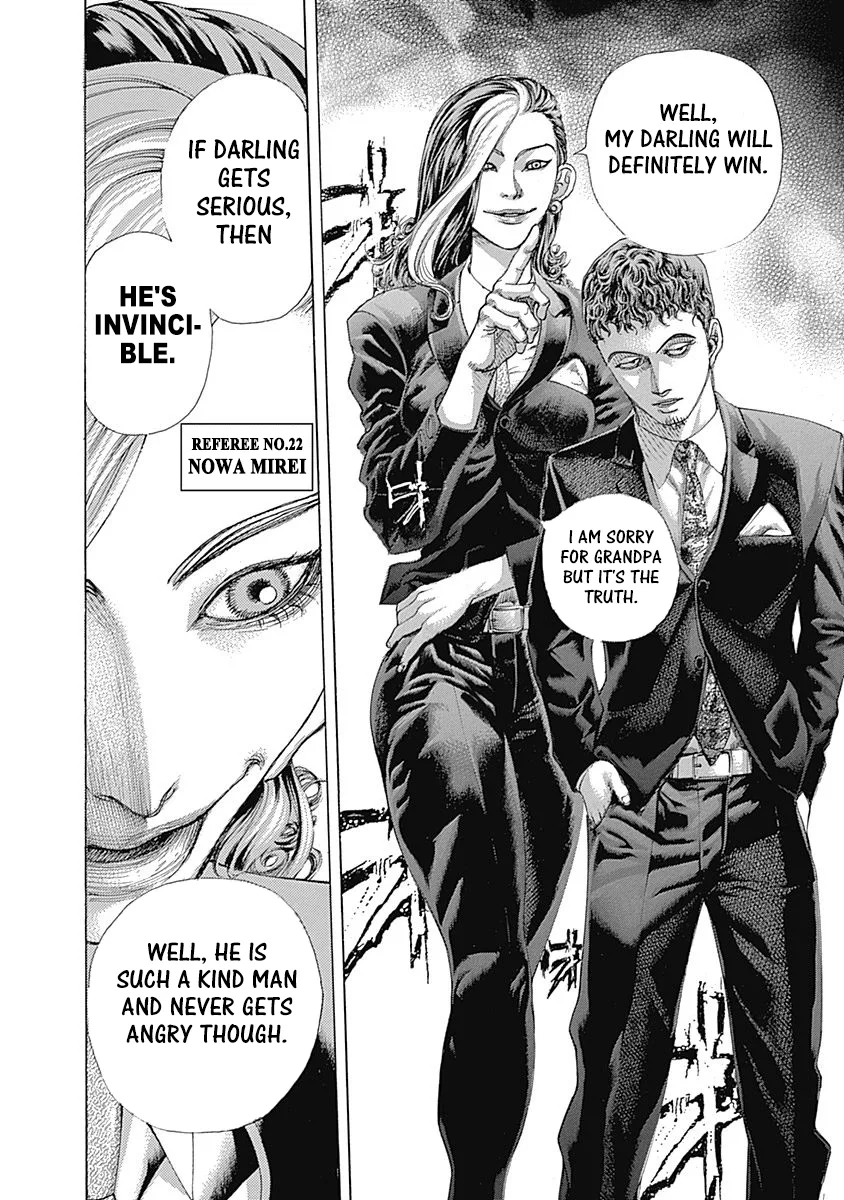 WELL,
MY DARLING WILL
DEFINITELY WIN.
I AM SORRY
FOR GRANDPA
BUT IT'S THE
TRUTH.
IF DARLING
GETS
SERIOUS,
THEN
HE'S
INVINCI-
BLE.
REFEREE NO.22
NOWA MIREI
WELL, HE IS
SUCH A KIND MAN
AND NEVER GETS
ANGRY THOUGH.